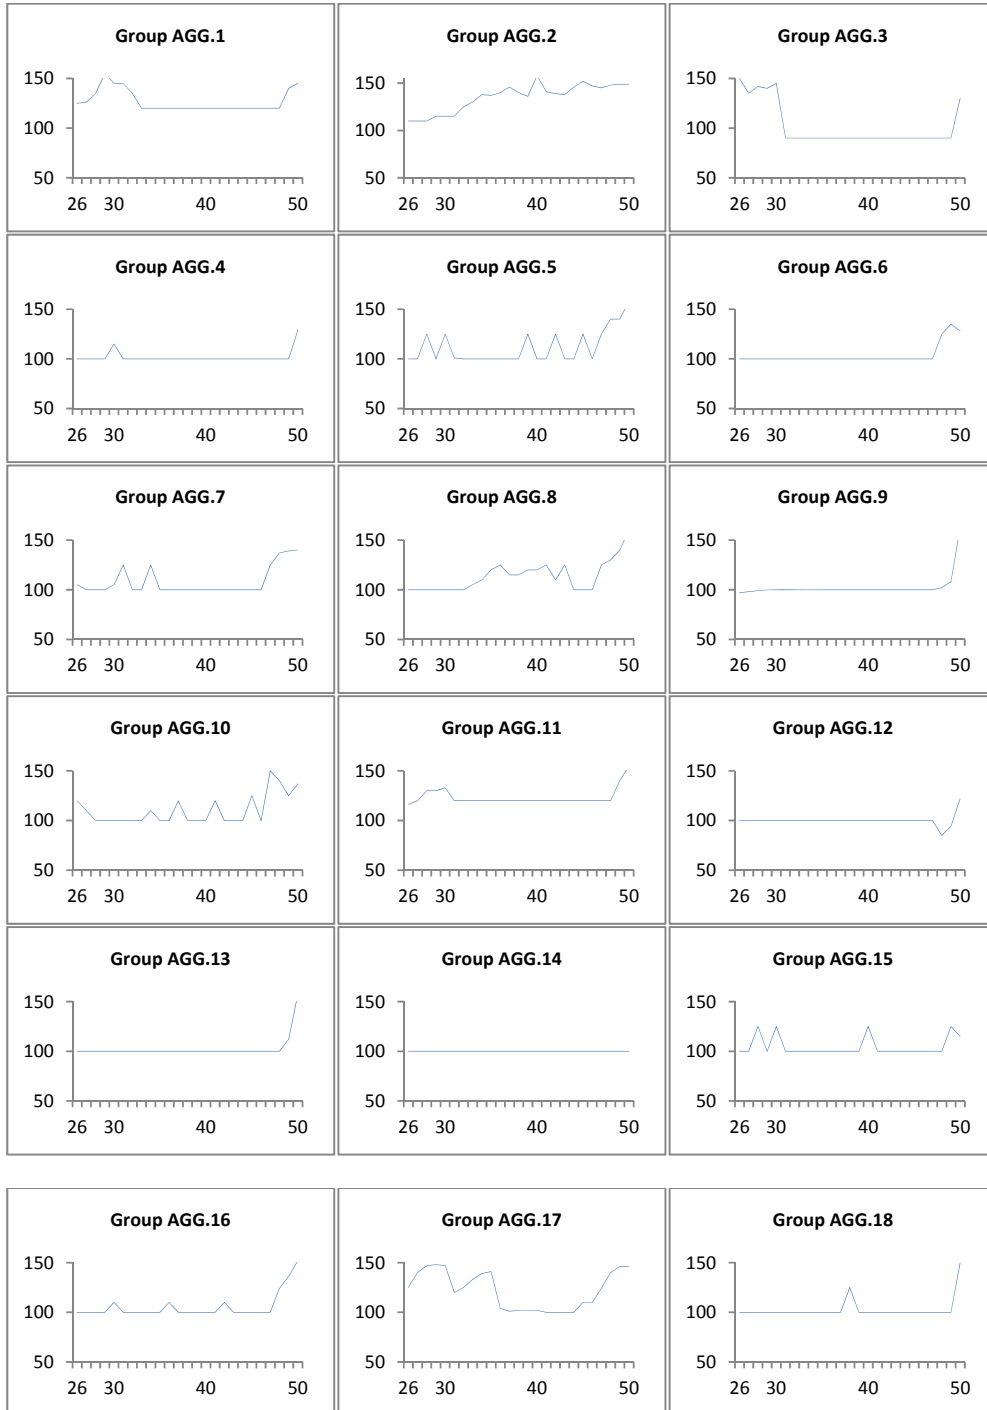 Group AGG.1 Group AGG.2 Group AGG.3
150 150 150
100 100 100
50 50 50
26 30 40 50 26 30 40 50 26 30 40 50
Group AGG.4 Group AGG.5 Group AGG.6
150 150 150
100 100 100
50 50 50
26 30 40 50 26 30 40 50 26 30 40 50
Group AGG.7 Group AGG.8 Group AGG.9
150 150 150
100 100 100
50 50 50
26 30 40 50 26 30 40 50 26 30 40 50
Group AGG.10 Group AGG.11 Group AGG.12
150 150 150
100 100 100
50 50 50
26 30 40 50 26 30 40 50 26 30 40 50
Group AGG.13 Group AGG.14 Group AGG.15
150 150 150
100 100 100
50 50 50
26 30 40 50 26 30 40 50 26 30 40 50
Group AGG.16 Group AGG.17 Group AGG.18
150 150 150
100 100 100
50 50 50
26 30 40 50 26 30 40 50 26 30 40 50